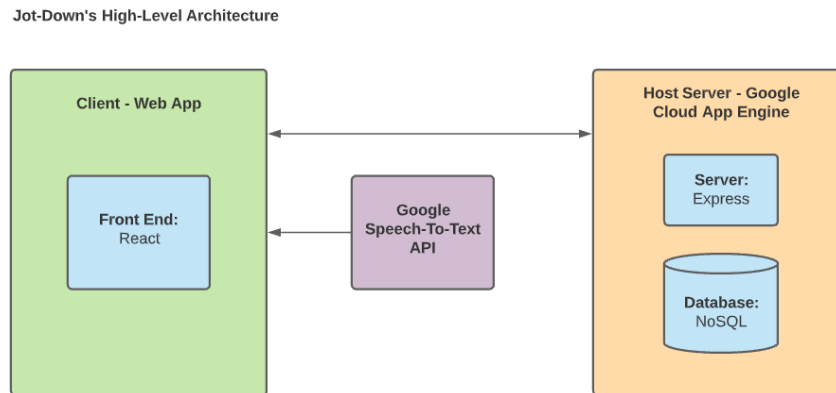 Jot-Down's High-Level Architecture
Client - Web App
Host Server - Google
Cloud App Engine
Front End:
React
Google
Speech-To-Text
API
Server:
Express
Database:
NoSQL